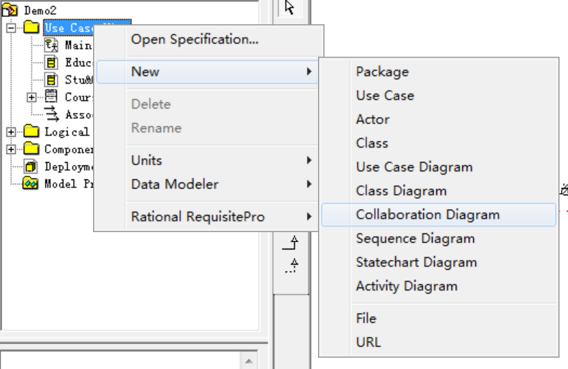 Demo2
Use Case
Main
Educ
Stu
Cour
Asso
Logical
Componen
Deploym
Model Pr
Open Specification...
New
Delete
Rename
Units
Data Modeler
Rational RequisitePro
Package
Use Case
Actor
Class
Use Case Diagram
Class Diagram
Collaboration Diagram
Sequence Diagram
Statechart Diagram
Activity Diagram
File
URL